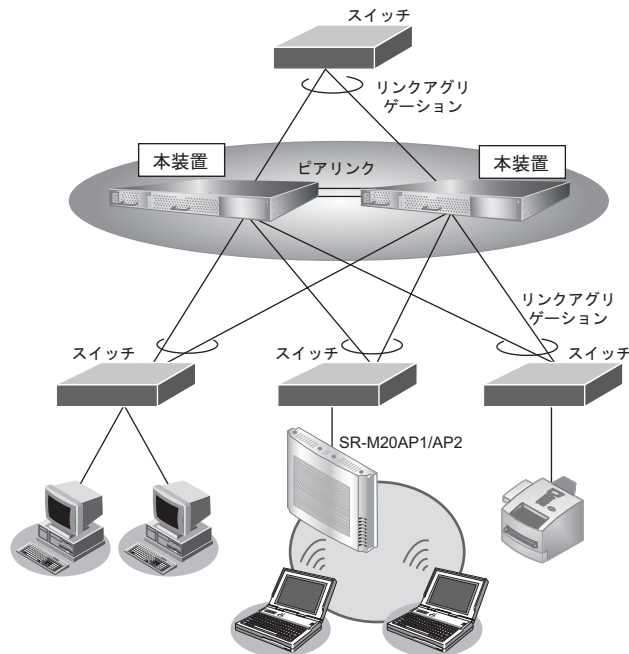 スイッチ
リンクアグリ
ゲーション
本装置
ピアリンク
本装置
リンクアグリ
ゲーション
スイッチ
スイッチ
スイッチ
SR-M20AP1/AP2